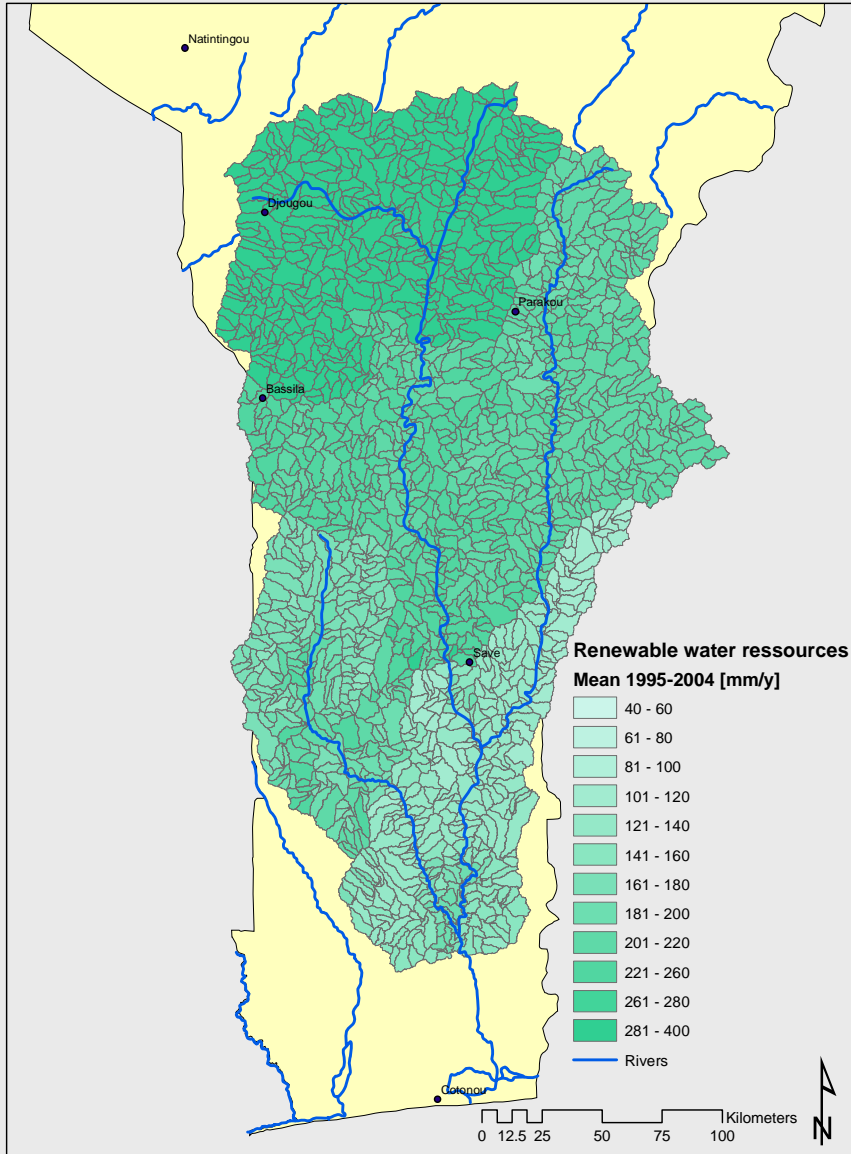 Natintingou
Djougou
Parakou
Bassila
Save
Renewable water ressources
Mean 1995-2004 [mm/y]
40 - 60
61 - 80
81 - 100
101 - 120
121 - 140
141 - 160
161 - 180
181 - 200
201 - 220
221 - 260
261 - 280
281 - 400
Rivers
Cotonou
Kilometers
0 12.5 25 50 75 100
N